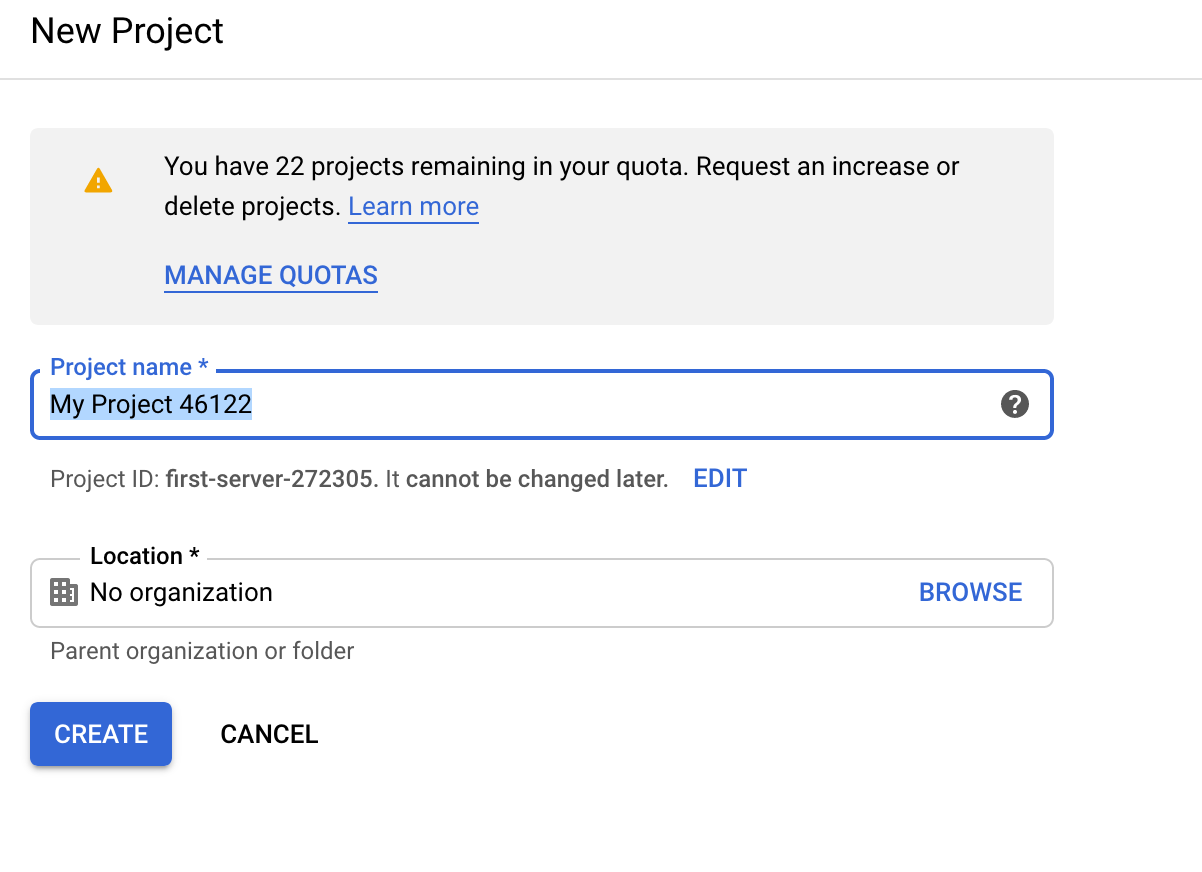 New Project
You have 22 projects remaining in your quota. Request an increase or
delete projects. Learn more
MANAGE QUOTAS
Project name *
My Project 46122
Project ID: first-server-272305. It cannot be changed later. EDIT
Location *
No organization BROWSE
Parent organization or folder
CREATE CANCEL